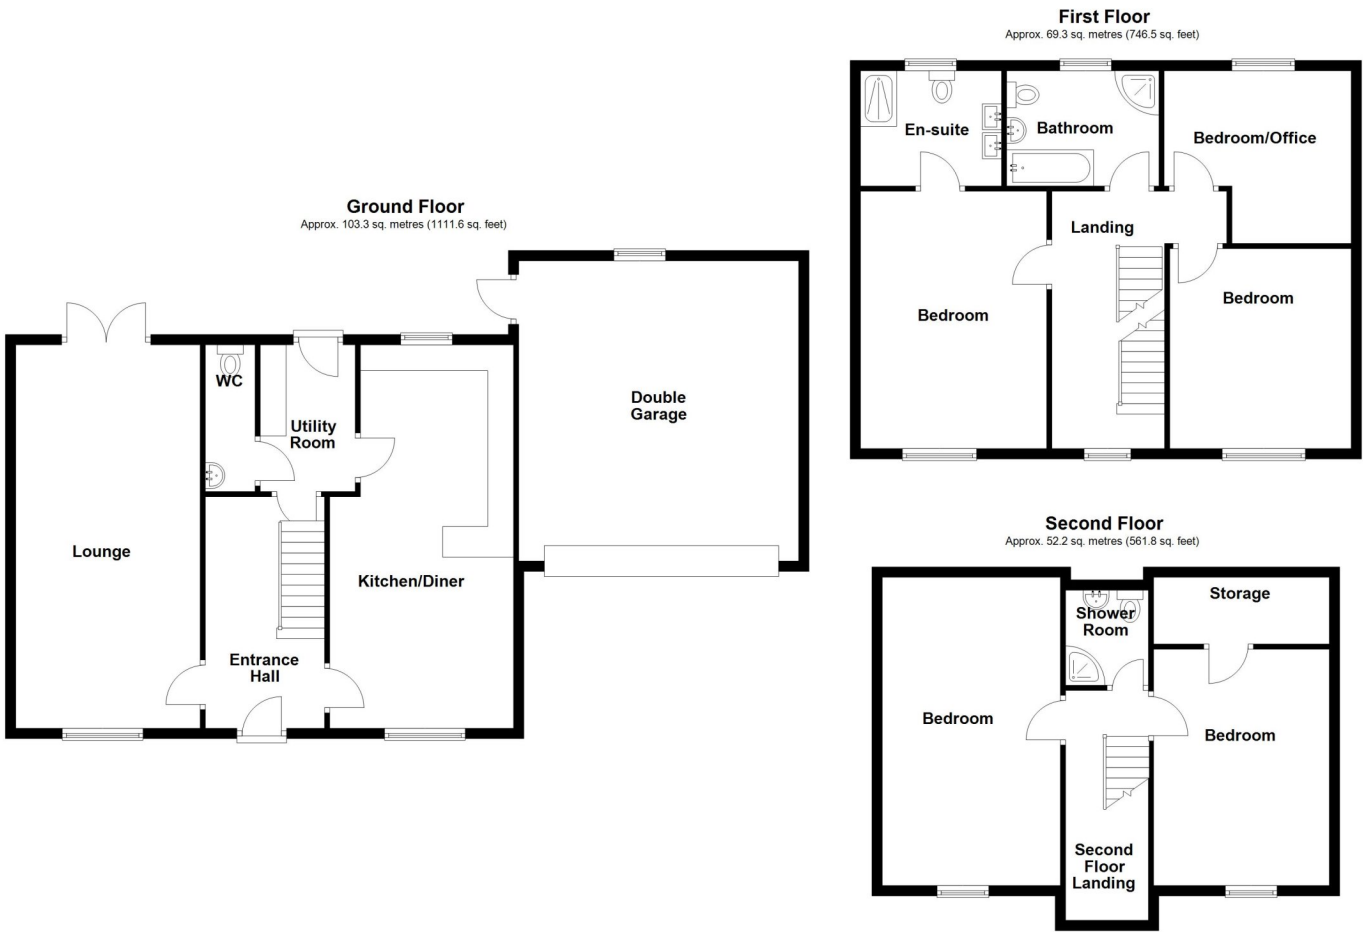 First Floor
Approx. 69.3 sq. metres (746.5 sq. feet)
En-suite
Bathroom
Bedroom/Office
Landing
Bedroom
Bedroom
Ground Floor
Approx. 103.3 sq. metres (1111.6 sq. feet)
WC
Utility
Room
Double
Garage
Lounge
Kitchen/Diner
Entrance
Hall
Second Floor
Approx. 52.2 sq. metres (561.8 sq. feet)
Storage
Shower
Room
Bedroom
Bedroom
Second
Floor
Landing